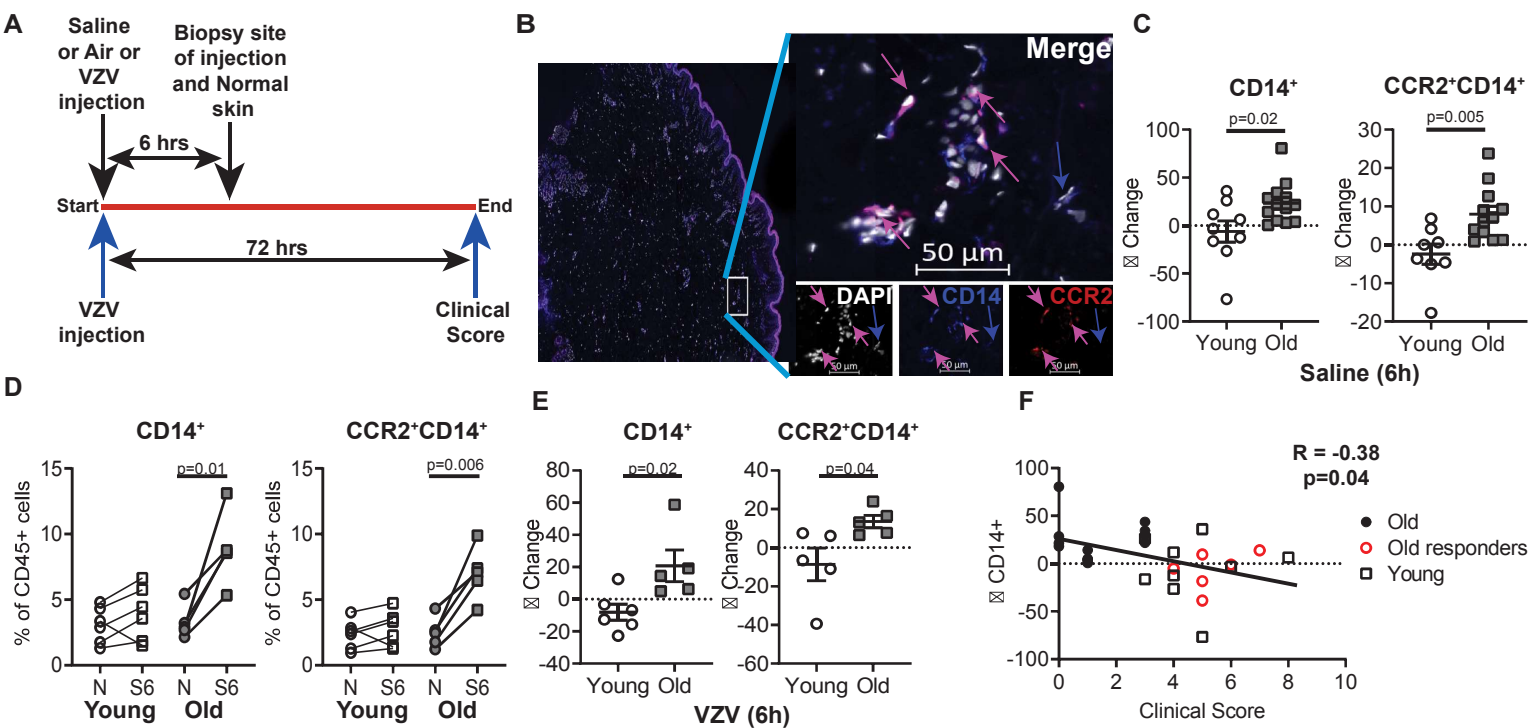 A
Saline
or Air or
VZV
injection
Biopsy site
of injection
and Normal
skin
6 hrs
Start
End
72 hrs
VZV
injection
Clinical
Score
B
Merge
50 µm
DAPI
50 µm
CD14
50 µm
CCR2
50 µm
C
CD14⁺
p=0.02
100
50
0
-50
-100
☒ Change
Young Old
CCR2⁺CD14⁺
p=0.005
30
20
10
0
-10
-20
☒ Change
Young Old
Saline (6h)
D
CD14⁺
p=0.01
15
10
5
0
% of CD45+ cells
N S6 N S6
Young Old
CCR2⁺CD14⁺
p=0.006
15
10
5
0
% of CD45+ cells
N S6 N S6
Young Old
E
CD14⁺
p=0.02
80
60
40
20
0
-20
-40
☒ Change
Young Old
CCR2⁺CD14⁺
p=0.04
40
20
0
-20
-40
-60
☒ Change
Young Old
VZV (6h)
F
R = -0.38
p=0.04
100
50
0
-50
-100
☒ CD14+
0 2 4 6 8 10
Clinical Score
Old
Old responders
Young